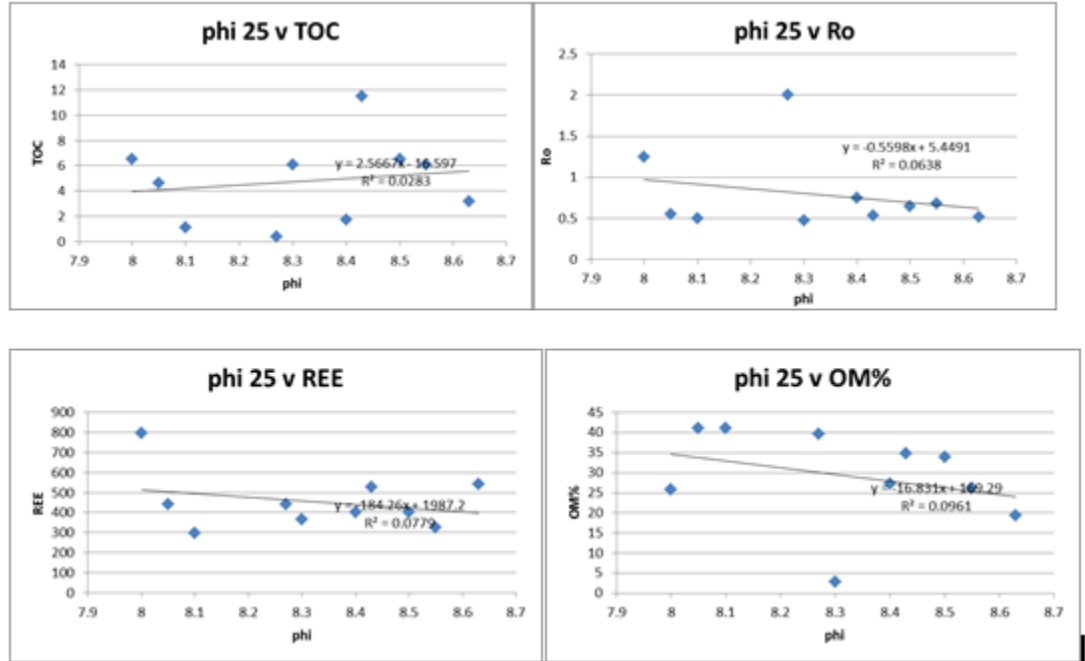 phi 25 v TOC
14
12
10
8
6
4
2
0
TOC
y = 2.5667x - 16.597
R² = 0.0283
7.9 8 8.1 8.2 8.3 8.4 8.5 8.6 8.7
phi
phi 25 v Ro
2.5
2
1.5
1
0.5
0
Ro
y = -0.5598x + 5.4491
R² = 0.0638
7.9 8 8.1 8.2 8.3 8.4 8.5 8.6 8.7
phi
phi 25 v REE
900
800
700
600
500
400
300
200
100
0
REE
y = -184.26x + 1987.2
R² = 0.0779
7.9 8 8.1 8.2 8.3 8.4 8.5 8.6 8.7
phi
phi 25 v OM%
45
40
35
30
25
20
15
10
5
0
OM%
y = -16.831x + 169.29
R² = 0.0961
7.9 8 8.1 8.2 8.3 8.4 8.5 8.6 8.7
phi